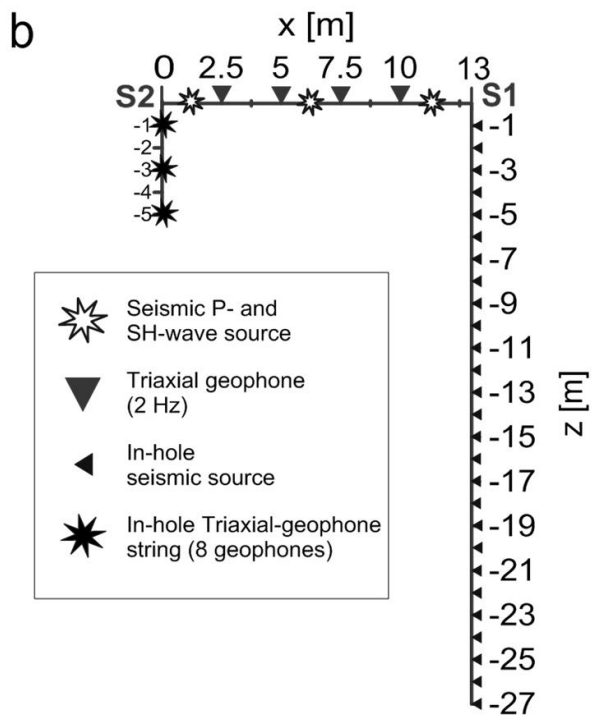 b
x [m]
0 2.5 5 7.5 10 13
S2 S1
-1
-2
-3
-4
-5
-1
-3
-5
-7
-9
-11
-13
-15
-17
-19
-21
-23
-25
-27
z [m]
Seismic P- and
SH-wave source
Triaxial geophone
(2 Hz)
In-hole
seismic source
In-hole Triaxial-geophone
string (8 geophones)